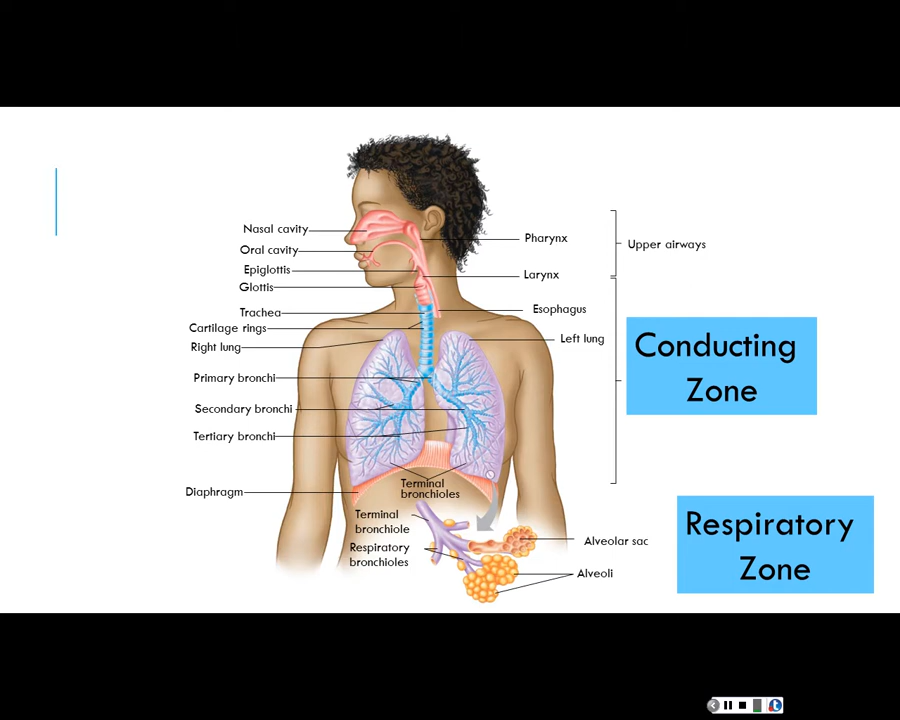 Nasal cavity
Oral cavity
Epiglottis
Glottis
Trachea
Cartilage rings
Right lung
Primary bronchi
Secondary bronchi
Tertiary bronchi
Diaphragm
Terminal
bronchioles
Terminal
bronchiole
Respiratory
bronchioles
Pharynx
Larynx
Esophagus
Left lung
Alveolar sac
Alveoli
Upper airways
Conducting
Zone
Respiratory
Zone